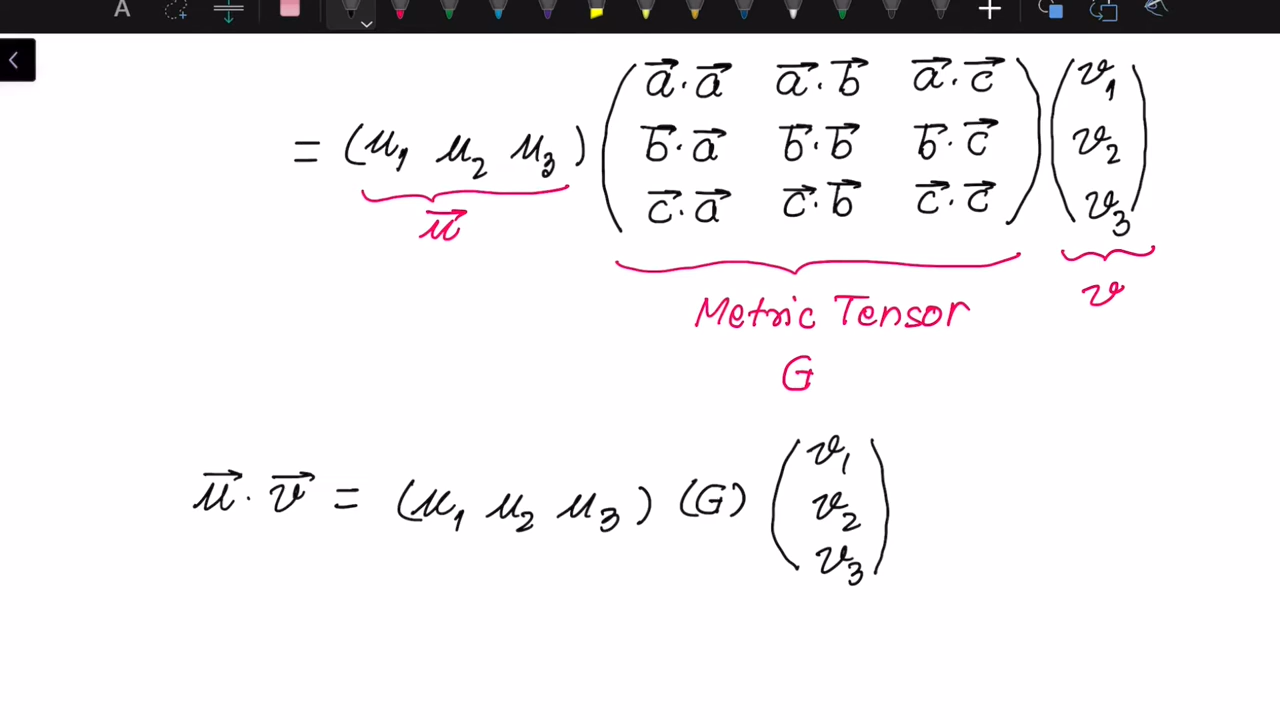 A
= (u₁ u₂ u₃) ( a⃗·a⃗ a⃗·b⃗ a⃗·c⃗ ) ( v₁ )
( b⃗·a⃗ b⃗·b⃗ b⃗·c⃗ ) ( v₂ )
( c⃗·a⃗ c⃗·b⃗ c⃗·c⃗ ) ( v₃ )
u⃗
v
Metric Tensor
G
u⃗·v⃗ = (u₁ u₂ u₃) (G) ( v₁ v₂ v₃ )